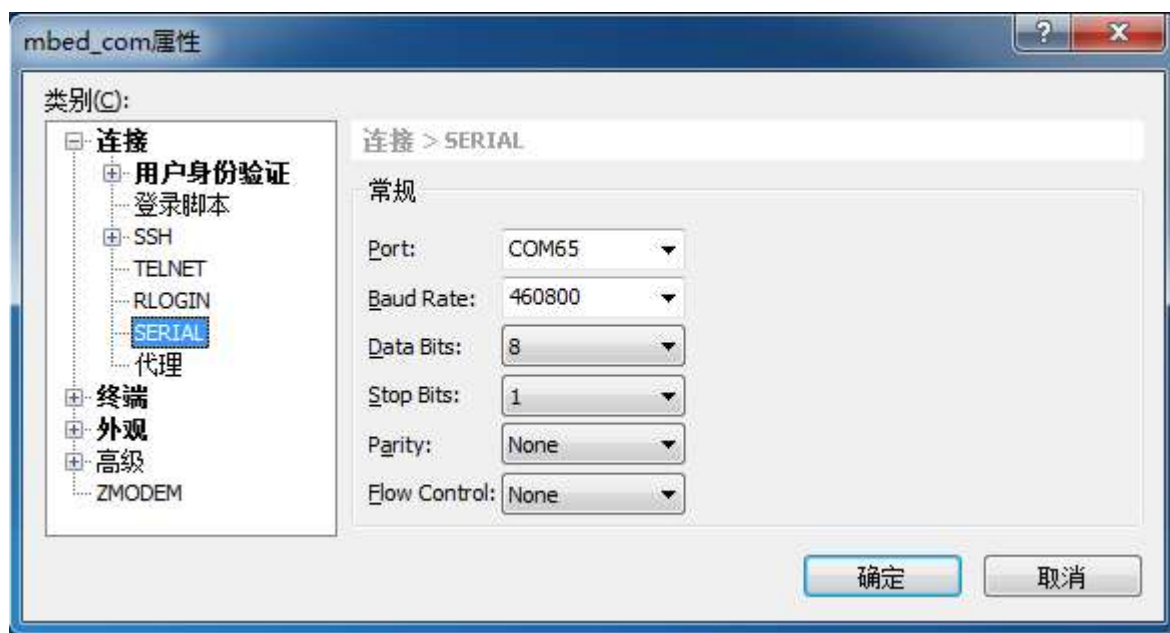 mbed_com属性
类别(C):
连接
用户身份验证
登录脚本
SSH
TELNET
RLOGIN
SERIAL
代理
终端
外观
高级
ZMODEM
连接 > SERIAL
常规
Port: COM65
Baud Rate: 460800
Data Bits: 8
Stop Bits: 1
Parity: None
Flow Control: None
确定 取消